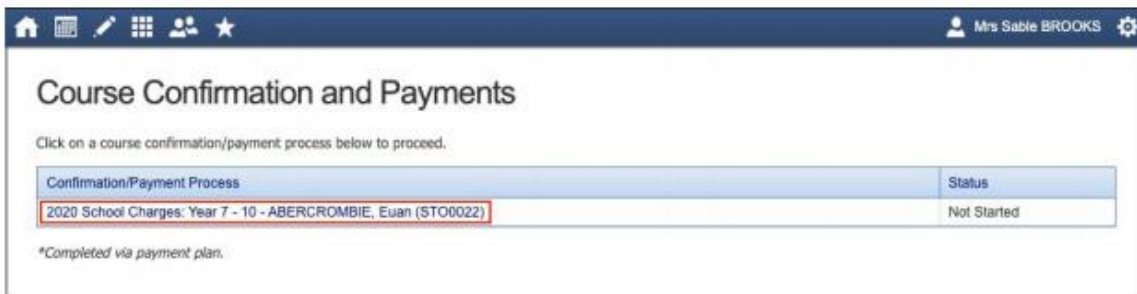 Mrs Sable BROOKS
Course Confirmation and Payments
Click on a course confirmation/payment process below to proceed.
Confirmation/Payment Process Status
2020 School Charges: Year 7 - 10 - ABERCROMBIE, Euan (STO0022) Not Started
*Completed via payment plan.